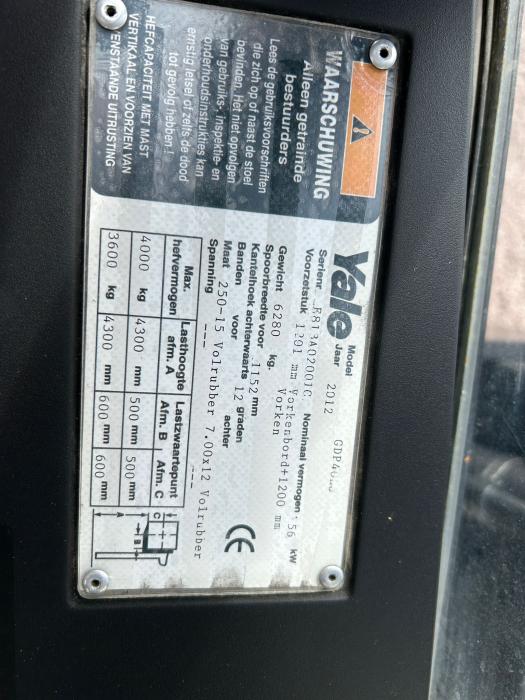 WAARSCHUWING
Alleen getrainde
bestuurders
Lees de gebruiksvoorschriften
die zich op of naast de stoel
bevinden. Het niet opvolgen
van gebruiks-, inspektie- en
onderhoudsinstrukties kan
ernstig letsel of zelfs de dood
tot gevolg hebben.
HEFCAPACITEIT MET MAST
VERTIKAAL EN VOORZIEN VAN
ENSTAANDE UITRUSTING
Yale
Model
Jaar 2012
Serienr. Nominaal vermogen 56 kW
Voorzetstuk 1201 mm Vorkenbord+1200 mm
Vorken
Gewicht 6280 kg.
Spoorbreedte voor 1152 mm
Kantelhoek achterwaarts 12 graden
Banden voor achter
Maat 250-15 Volrubber 7.00x12 Volrubber
Spanning --- ---
CE
Max. hefvermogen Lasthoogte afm. A Lastzwaartepunt Afm. B Afm. C
4000 kg 4300 mm 500 mm 500 mm
3600 kg 4300 mm 600 mm 600 mm
A B C